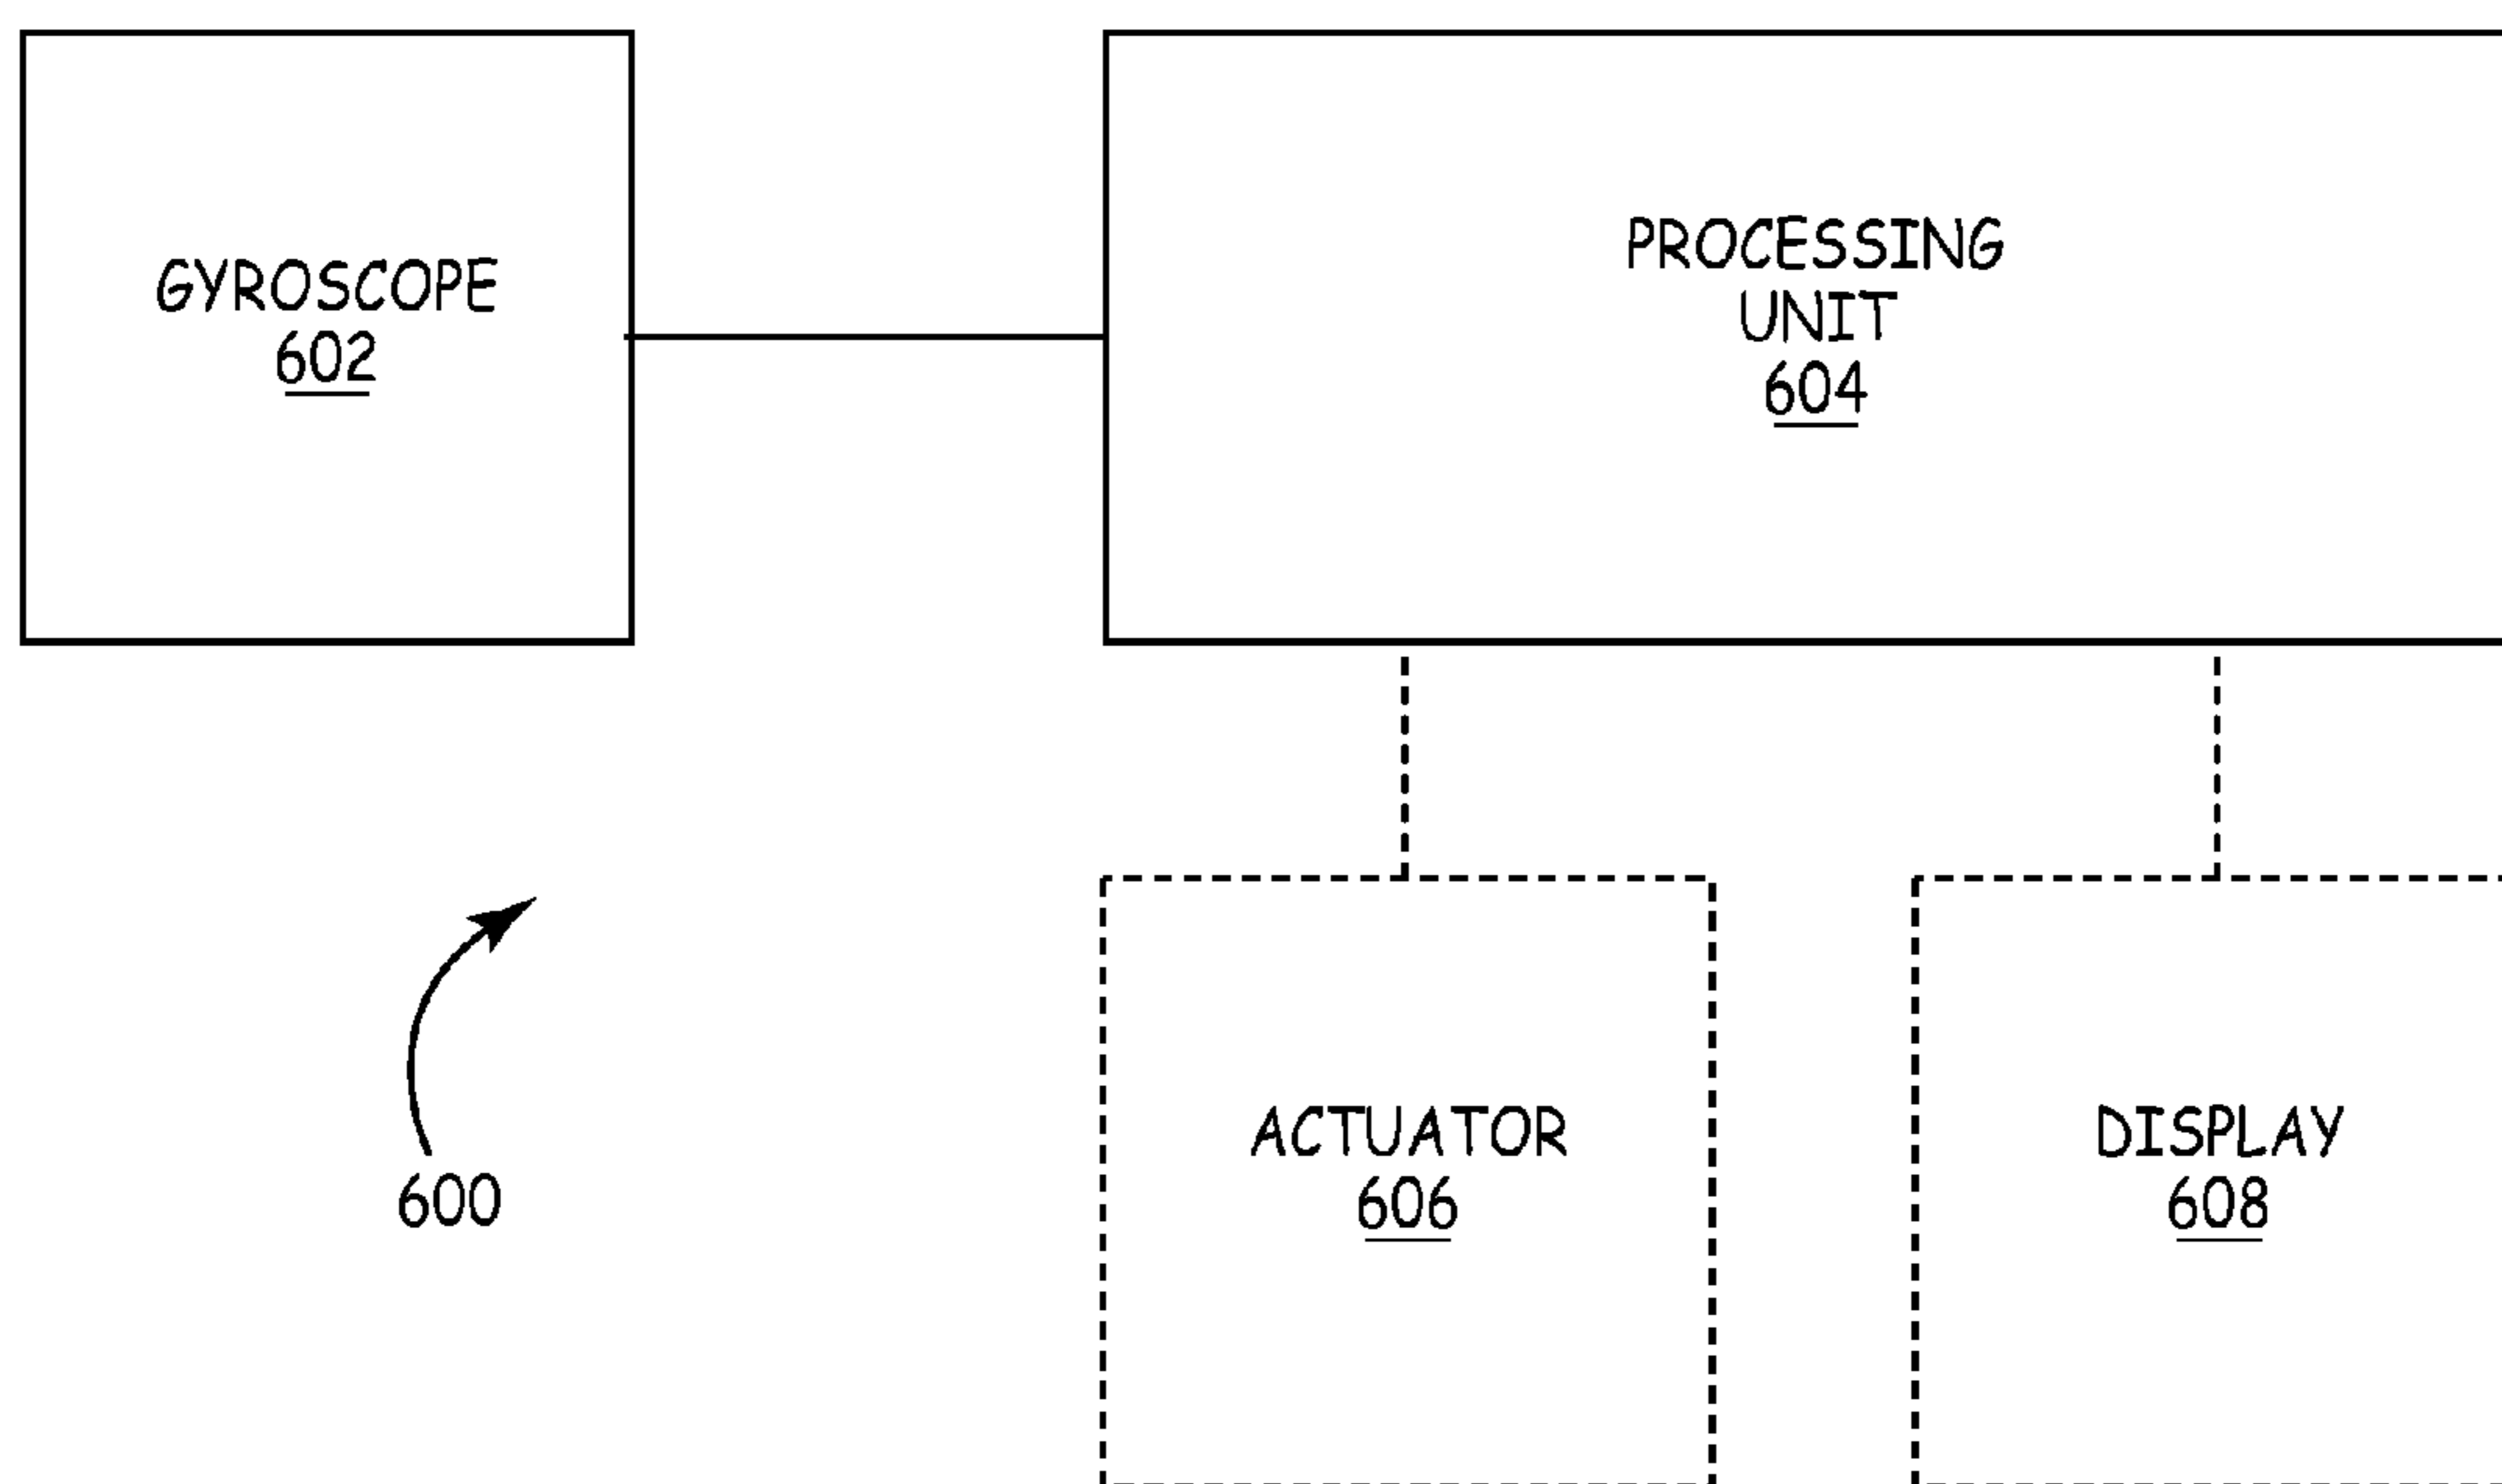 GYROSCOPE
602
PROCESSING
UNIT
604
600
ACTUATOR
606
DISPLAY
608